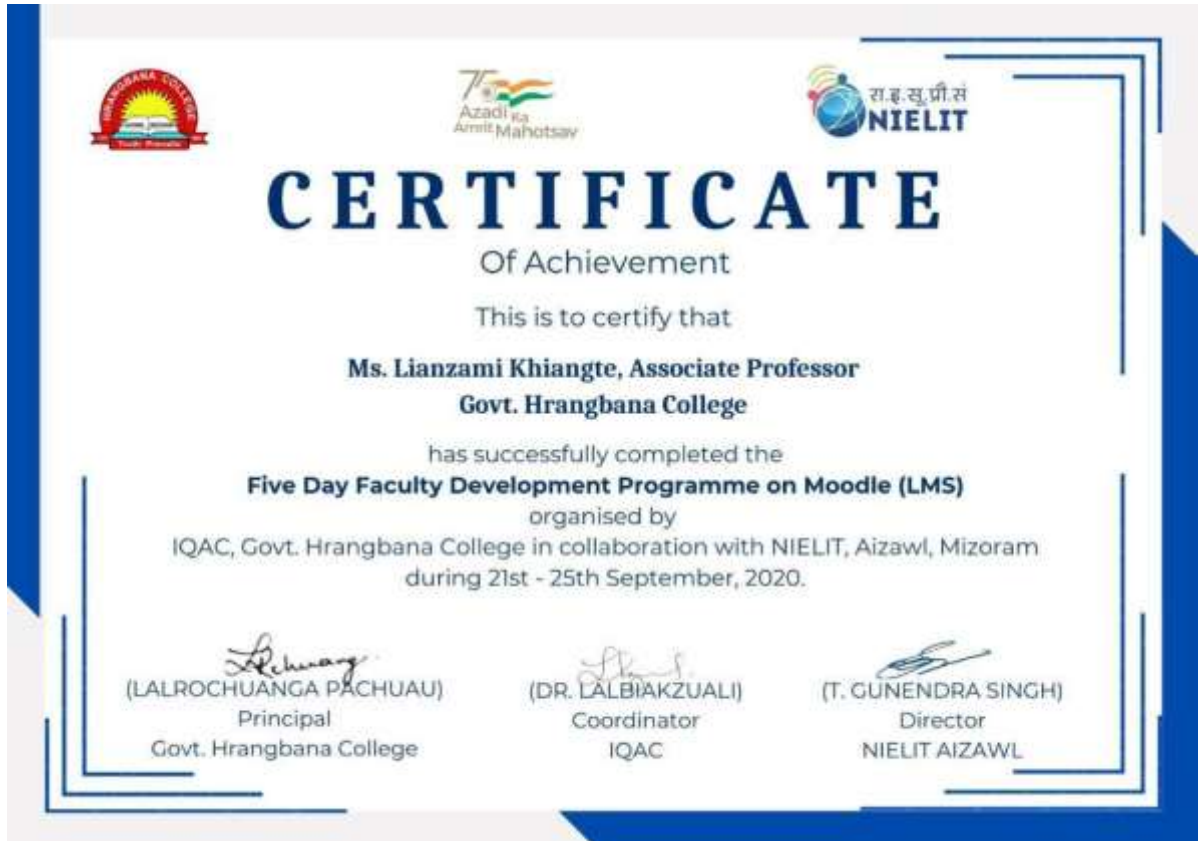 HRANGBANA COLLEGE
Truth Prevails
75
Azadi Ka
Amrit Mahotsav
रा.इ.सू.प्रौ.सं
NIELIT
CERTIFICATE
Of Achievement
This is to certify that
Ms. Lianzami Khiangte, Associate Professor
Govt. Hrangbana College
has successfully completed the
Five Day Faculty Development Programme on Moodle (LMS)
organised by
IQAC, Govt. Hrangbana College in collaboration with NIELIT, Aizawl, Mizoram
during 21st - 25th September, 2020.
(LALROCHUANGA PACHUAU)
Principal
Govt. Hrangbana College
(DR. LALBIAKZUALI)
Coordinator
IQAC
(T. GUNENDRA SINGH)
Director
NIELIT AIZAWL